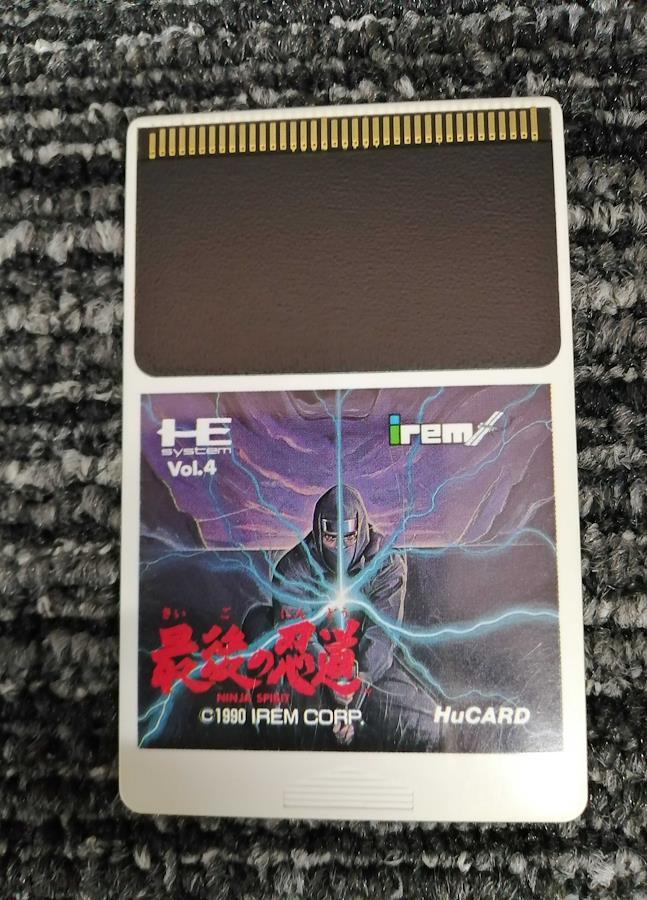 HE
system
Vol.4
irem
さいご にんどう
最後の忍道
NINJA SPIRIT
©1990 IREM CORP.
HuCARD